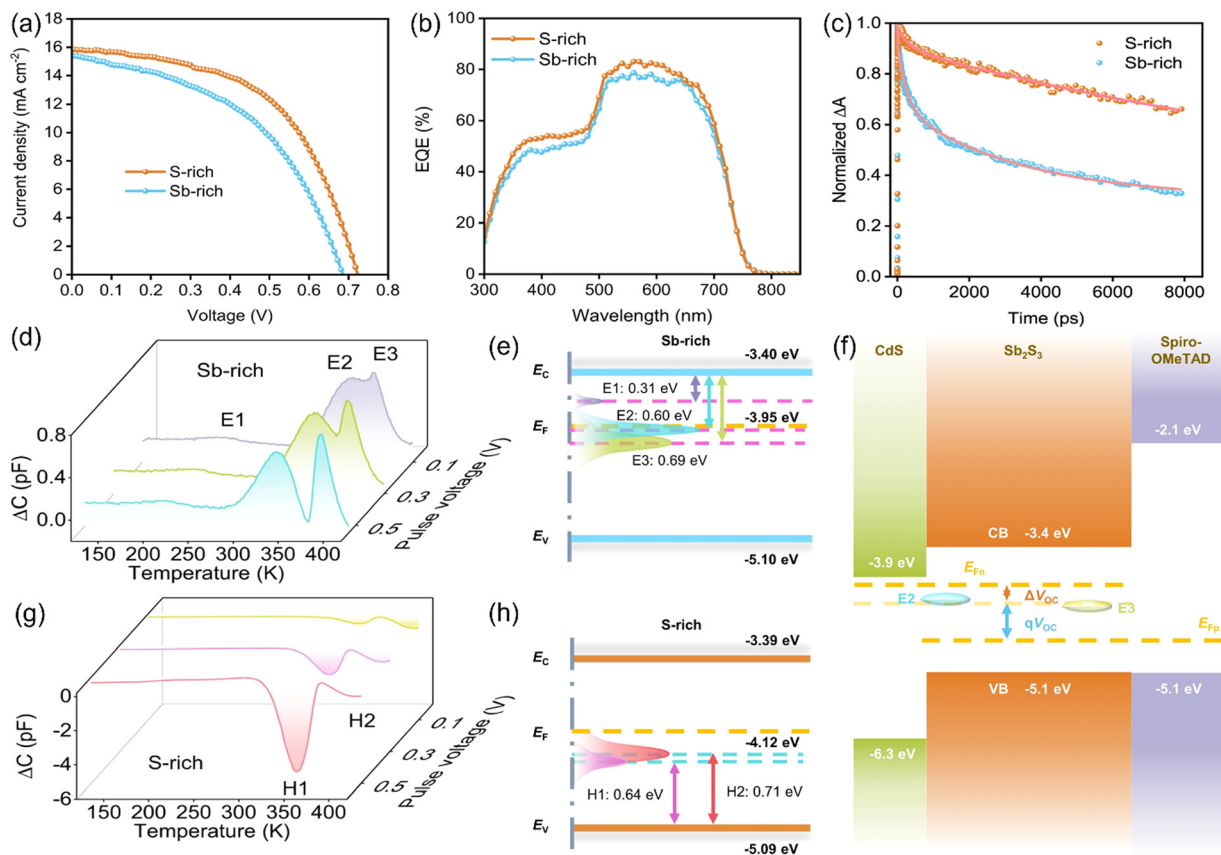 (a)
18
16
14
12
10
8
6
4
2
0
Current density (mA cm⁻²)
S-rich
Sb-rich
0.0 0.1 0.2 0.3 0.4 0.5 0.6 0.7 0.8
Voltage (V)
(b)
100
80
60
40
20
0
EQE (%)
S-rich
Sb-rich
300 400 500 600 700 800
Wavelength (nm)
(c)
1.0
0.8
0.6
0.4
0.2
0.0
Normalized ΔA
S-rich
Sb-rich
0 2000 4000 6000 8000
Time (ps)
(d)
Sb-rich
E1
E2
E3
0.8
0.4
0.0
ΔC (pF)
150 200 250 300 350 400
Temperature (K)
0.5
0.3
0.1
Pulse voltage (V)
(e)
Sb-rich
EC
-3.40 eV
E1: 0.31 eV
E2: 0.60 eV
-3.95 eV
EF
E3: 0.69 eV
EV
-5.10 eV
(f)
CdS
Sb₂S₃
Spiro-
OMeTAD
-2.1 eV
CB -3.4 eV
-3.9 eV
EFn
E2
ΔVOC
E3
qVOC
EFp
VB -5.1 eV
-5.1 eV
-6.3 eV
(g)
0
-2
-4
-6
ΔC (pF)
S-rich
H1
H2
150 200 250 300 350 400
Temperature (K)
0.5
0.3
0.1
Pulse voltage (V)
(h)
S-rich
EC
-3.39 eV
EF
-4.12 eV
H1: 0.64 eV
H2: 0.71 eV
EV
-5.09 eV